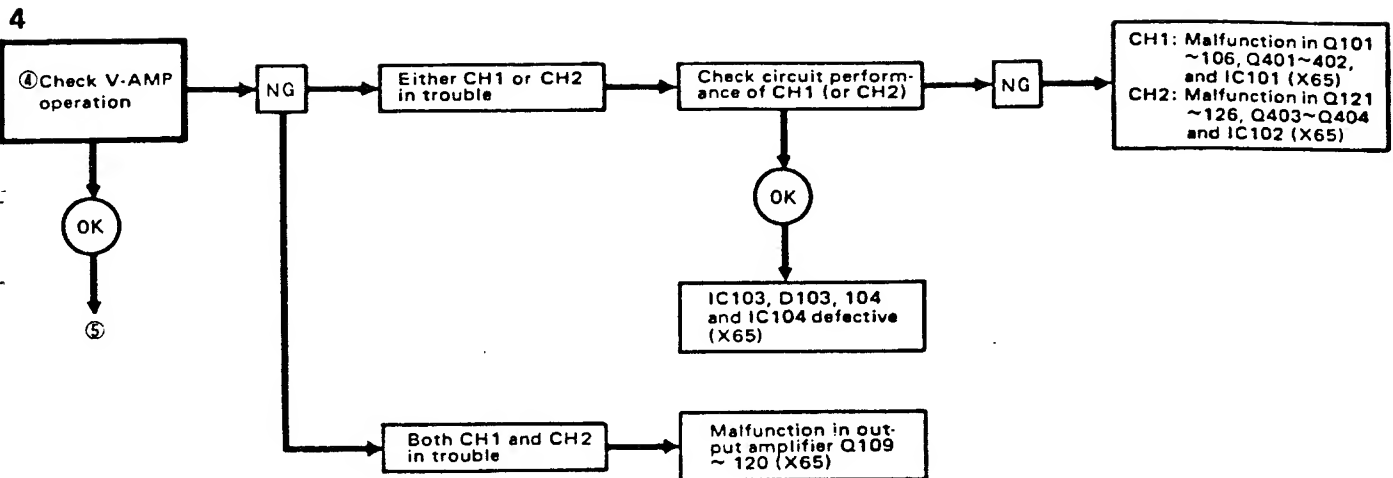 4
④Check V-AMP
operation
NG
Either CH1 or CH2
in trouble
Check circuit perform-
ance of CH1 (or CH2)
NG
CH1: Malfunction in Q101
~106, Q401~402,
and IC101 (X65)
CH2: Malfunction in Q121
~126, Q403~Q404
and IC102 (X65)
OK
⑤
OK
IC103, D103, 104
and IC104 defective
(X65)
Both CH1 and CH2
in trouble
Malfunction in out-
put amplifier Q109
~ 120 (X65)